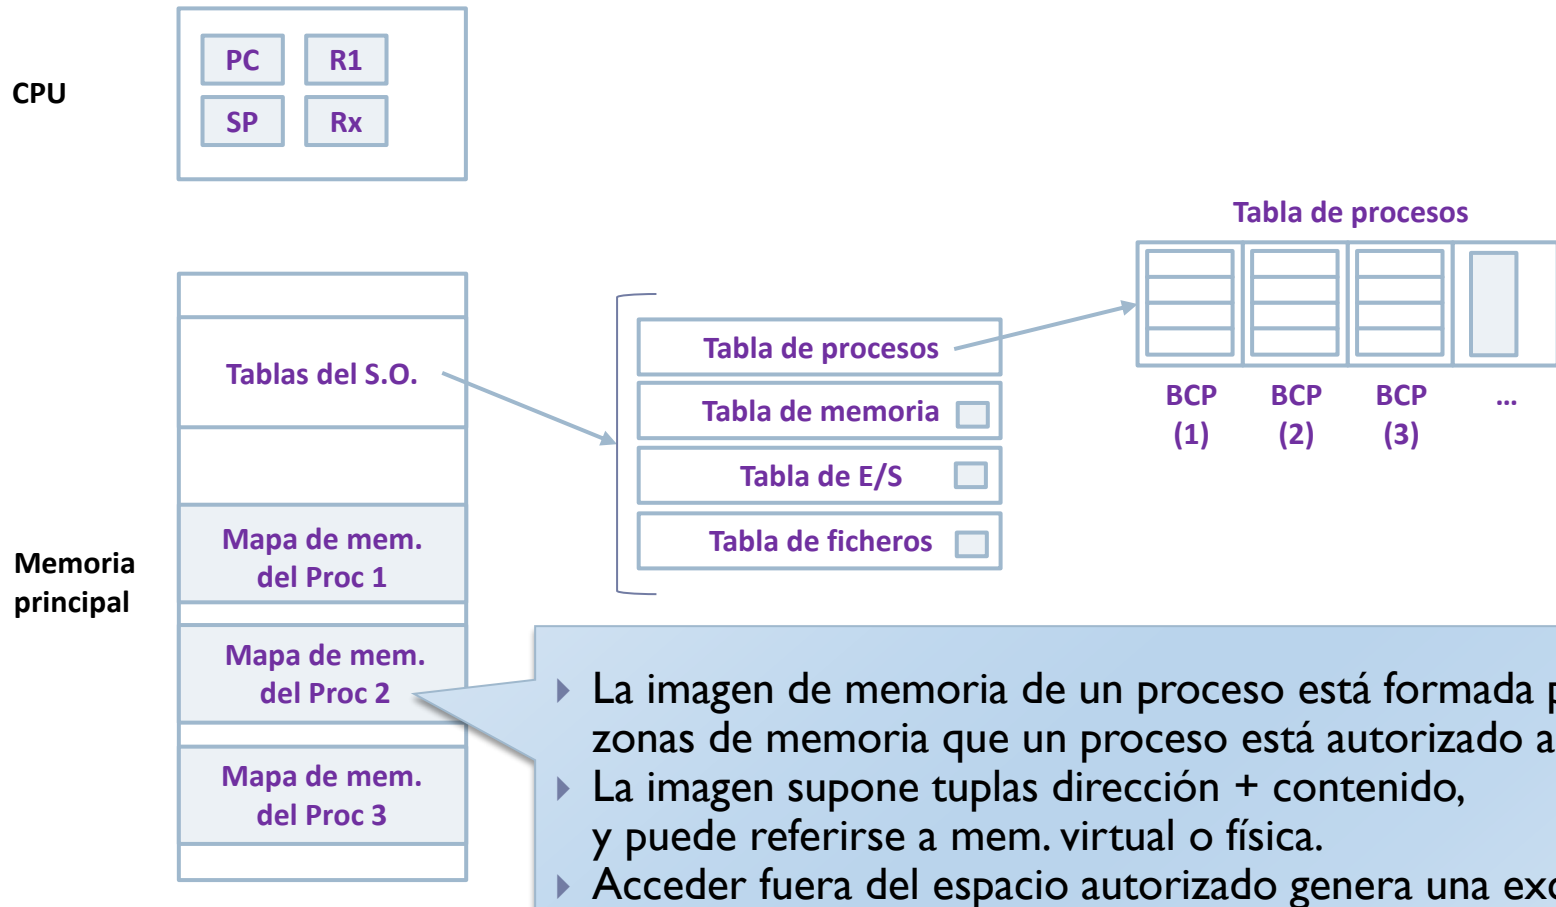 CPU
PC
R1
SP
Rx
Tabla de procesos
BCP
(1)
BCP
(2)
BCP
(3)
...
Memoria
principal
Tablas del S.O.
Mapa de mem.
del Proc 1
Mapa de mem.
del Proc 2
Mapa de mem.
del Proc 3
Tabla de procesos
Tabla de memoria
Tabla de E/S
Tabla de ficheros
La imagen de memoria de un proceso está formada
zonas de memoria que un proceso está autorizado a
La imagen supone tuplas dirección + contenido,
y puede referirse a mem. virtual o física.
Acceder fuera del espacio autorizado genera una